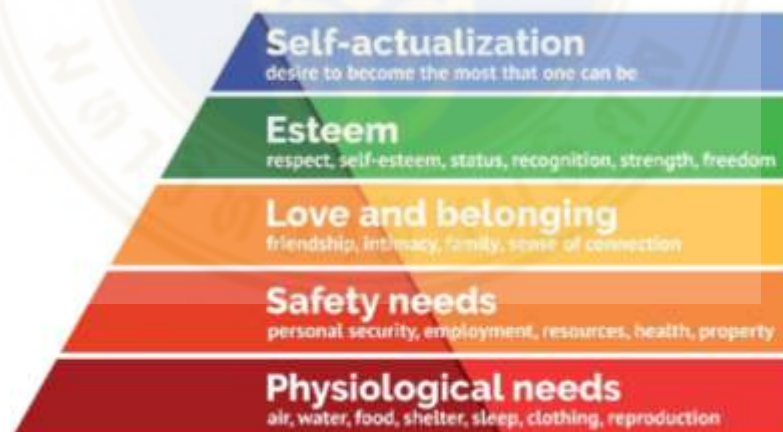 Self-actualization
desire to become the most that one can be
Esteem
respect, self-esteem, status, recognition, strength, freedom
Love and belonging
friendship, intimacy, family, sense of connection
Safety needs
personal security, employment, resources, health, property
Physiological needs
air, water, food, shelter, sleep, clothing, reproduction